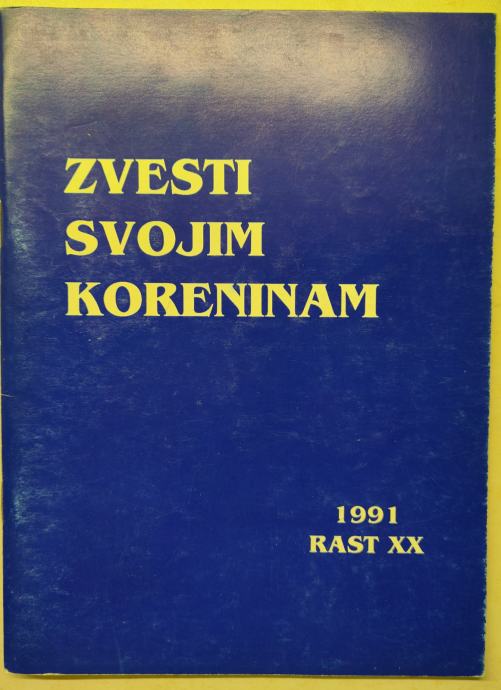 ZVESTI
SVOJIM
KORENINAM
1991
RAST XX